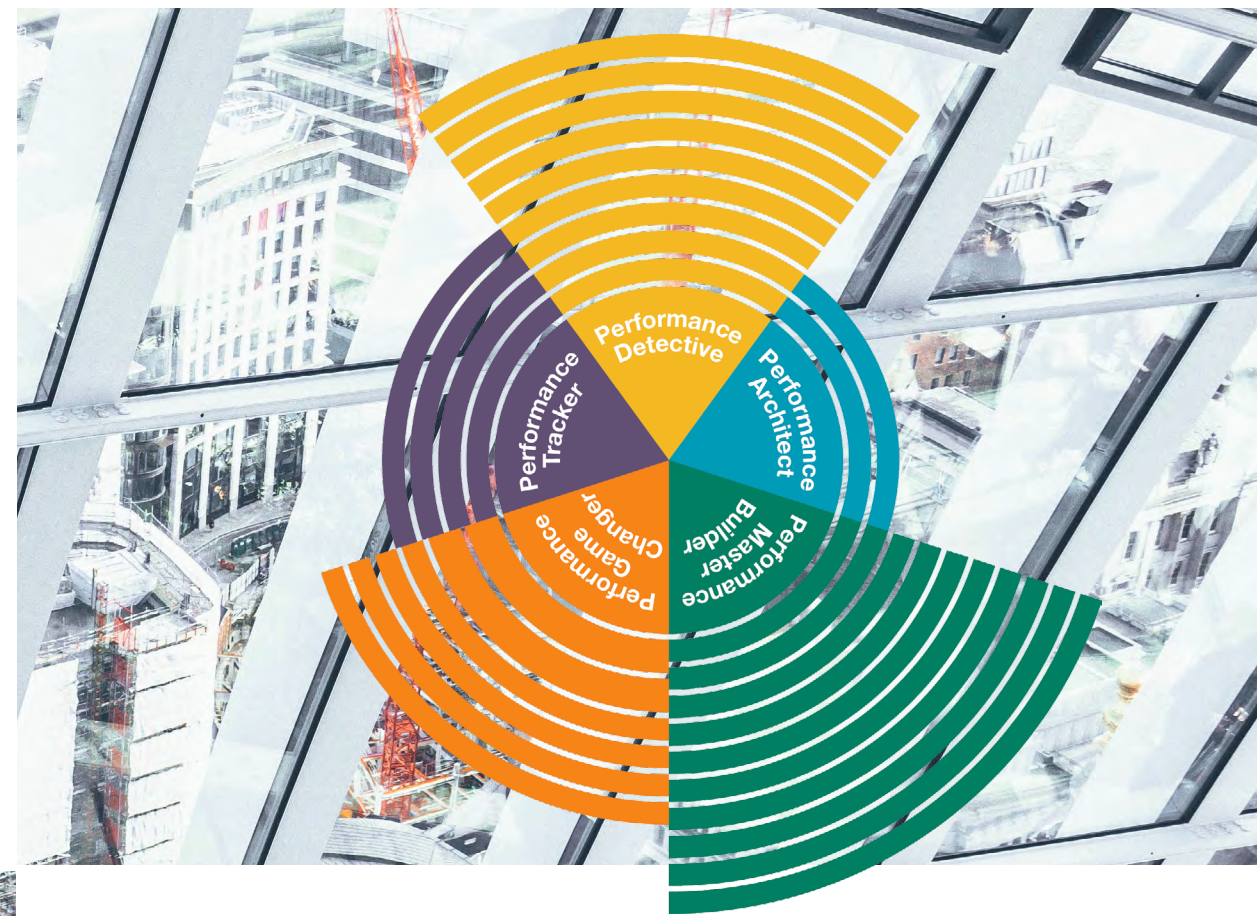 Performance
Detective
Performance
Architect
Performance
Master
Builder
Performance
Game
Changer
Performance
Tracker